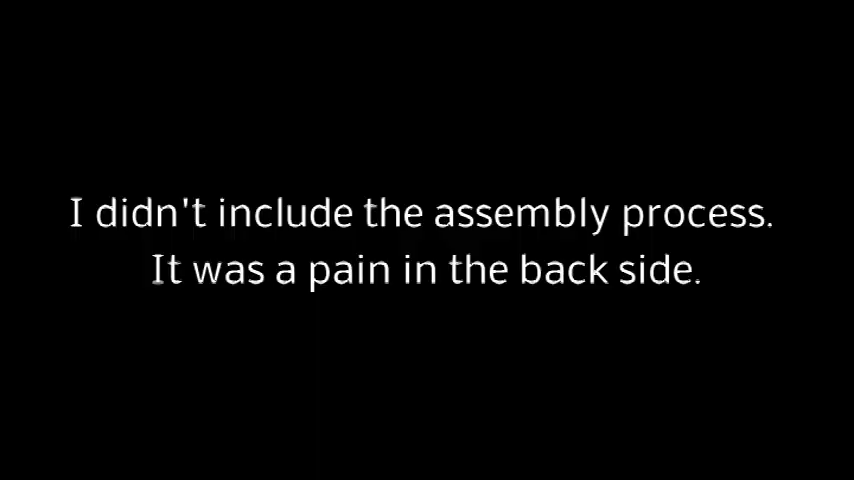 I didn't include the assembly process.
It was a pain in the back side.